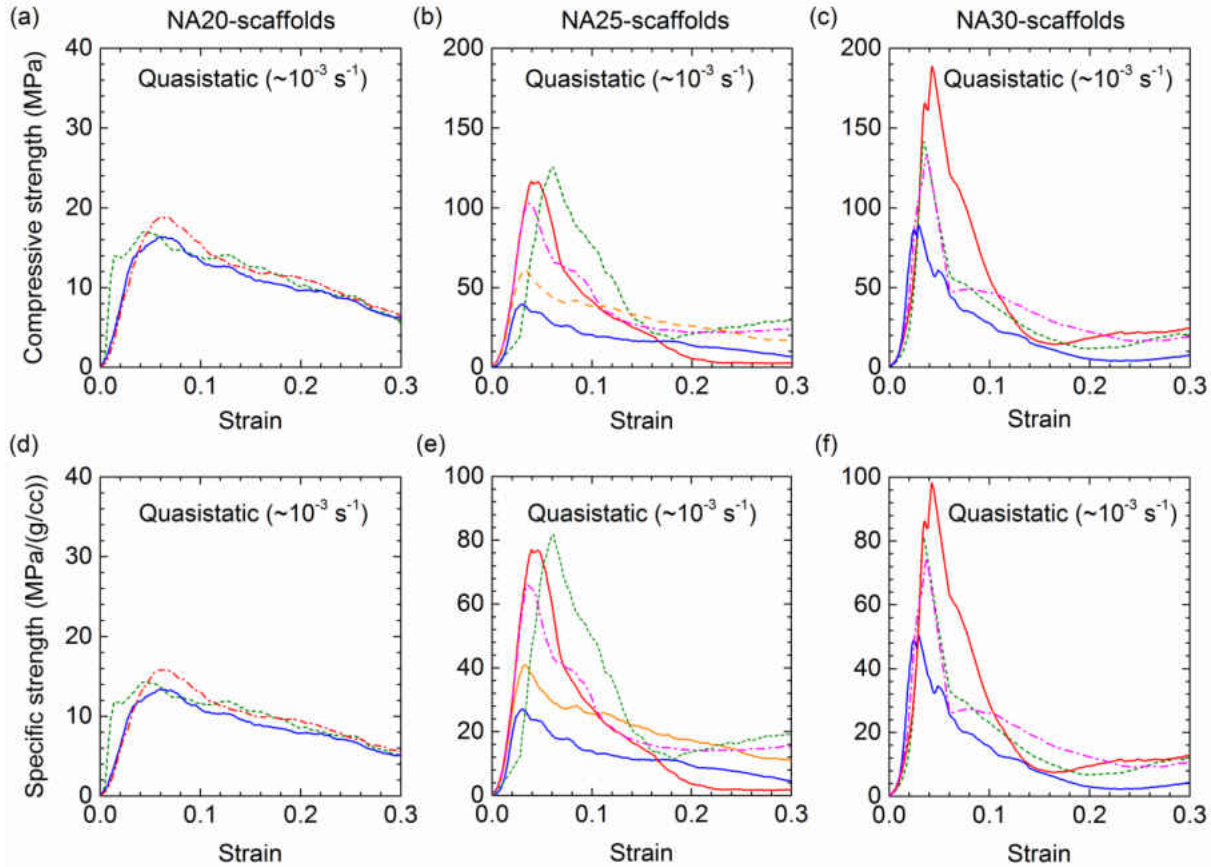 (a) NA20-scaffolds
(b) NA25-scaffolds
(c) NA30-scaffolds
Compressive strength (MPa)
40
30
20
10
0
Quasistatic (~10⁻³ s⁻¹)
0.0 0.1 0.2 0.3
Strain
200
150
100
50
0
Quasistatic (~10⁻³ s⁻¹)
0.0 0.1 0.2 0.3
Strain
200
150
100
50
0
Quasistatic (~10⁻³ s⁻¹)
0.0 0.1 0.2 0.3
Strain
(d)
Specific strength (MPa/(g/cc))
40
30
20
10
0
Quasistatic (~10⁻³ s⁻¹)
0.0 0.1 0.2 0.3
Strain
(e)
100
80
60
40
20
0
Quasistatic (~10⁻³ s⁻¹)
0.0 0.1 0.2 0.3
Strain
(f)
100
80
60
40
20
0
Quasistatic (~10⁻³ s⁻¹)
0.0 0.1 0.2 0.3
Strain